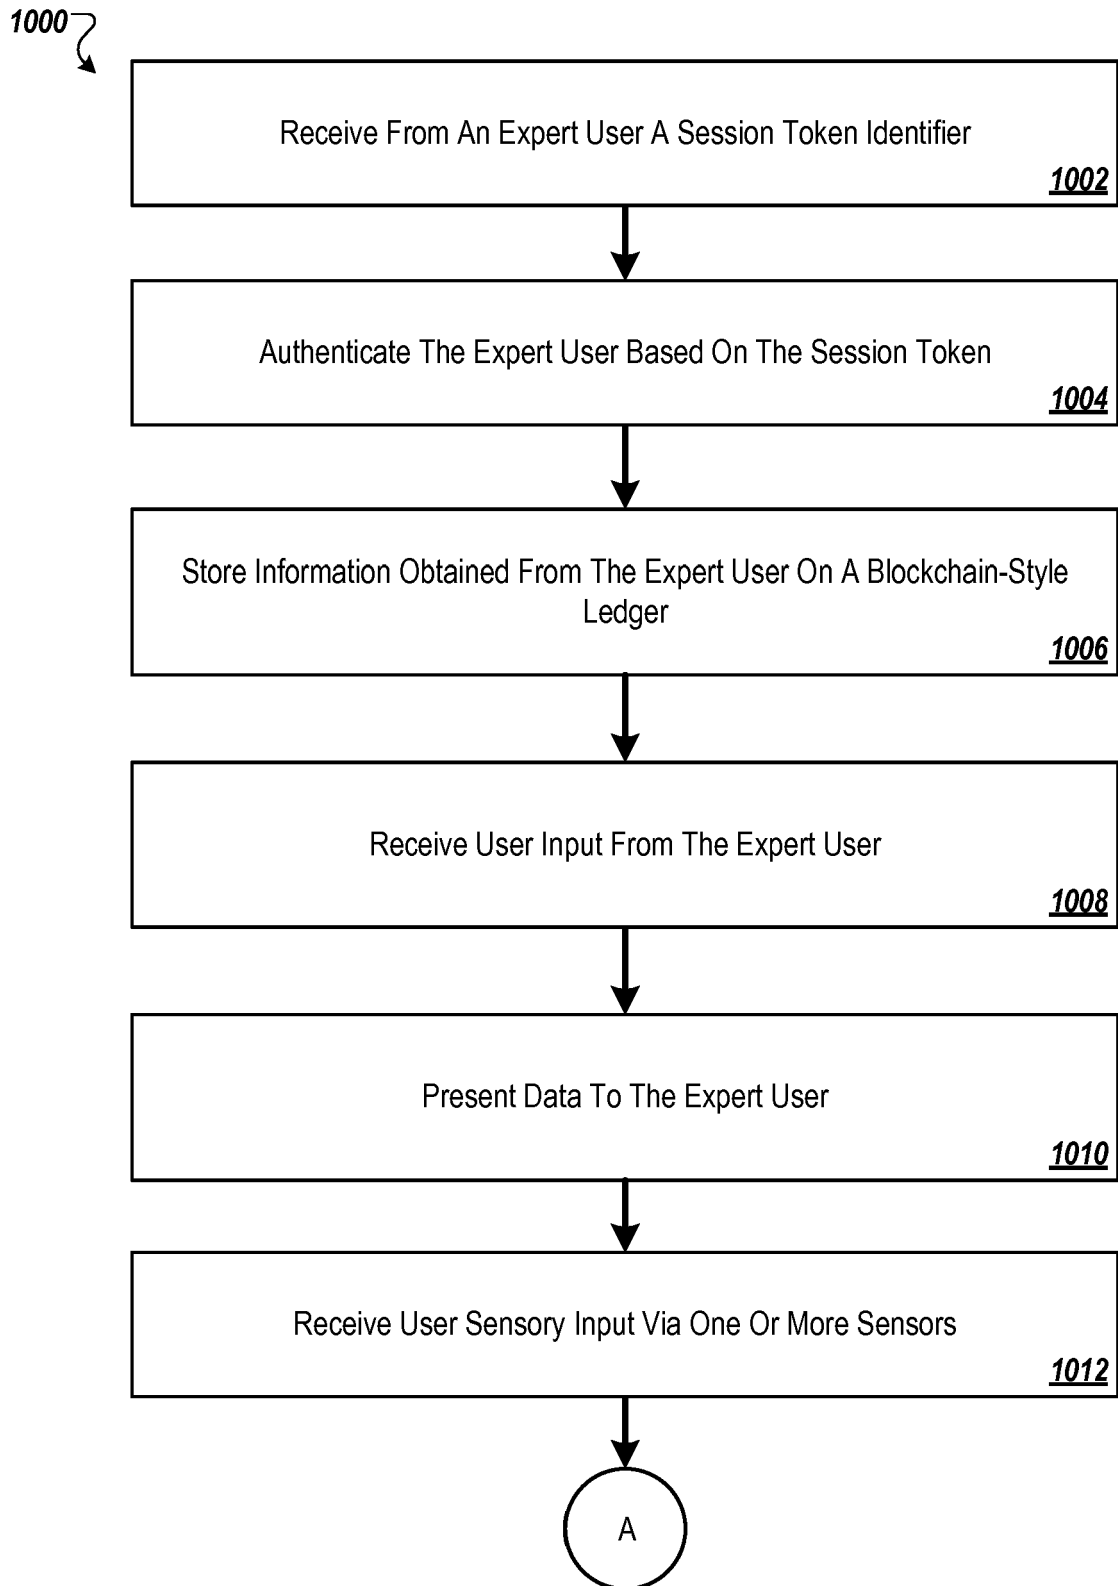 1000
Receive From An Expert User A Session Token Identifier
1002
Authenticate The Expert User Based On The Session Token
1004
Store Information Obtained From The Expert User On A Blockchain-Style
Ledger
1006
Receive User Input From The Expert User
1008
Present Data To The Expert User
1010
Receive User Sensory Input Via One Or More Sensors
1012
A